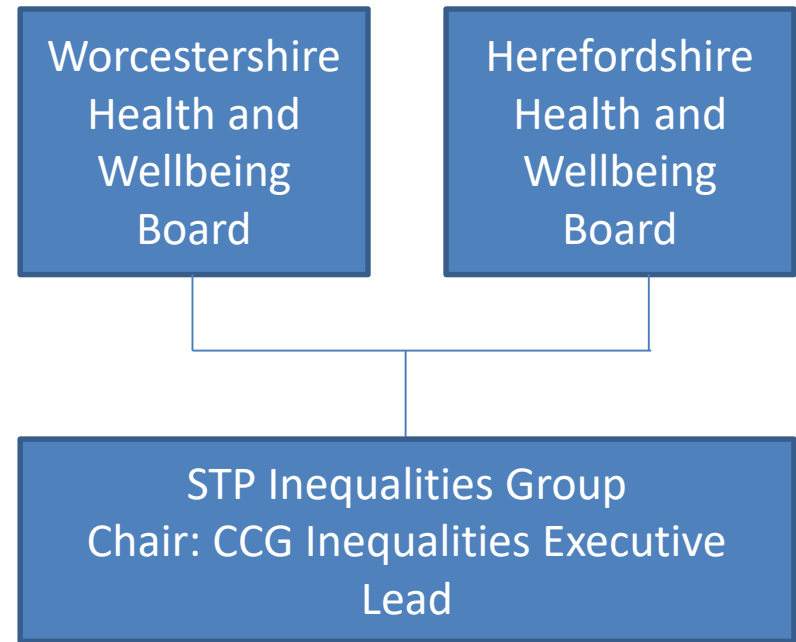 Worcestershire
Health and
Wellbeing
Board
Herefordshire
Health and
Wellbeing
Board
STP Inequalities Group
Chair: CCG Inequalities Executive
Lead